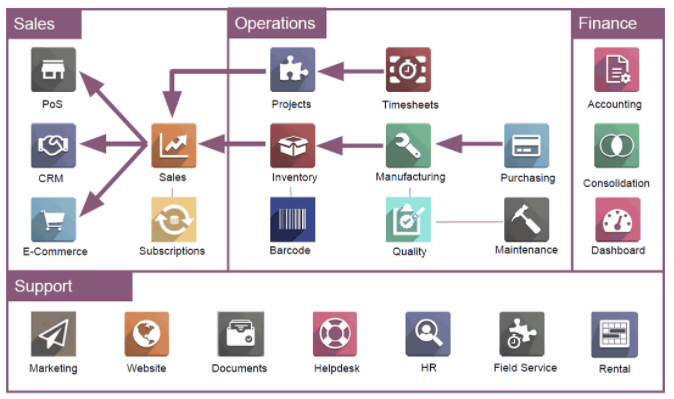 Sales
Operations
Finance
PoS
Projects
Timesheets
Accounting
CRM
Sales
Inventory
Manufacturing
Purchasing
Consolidation
E-Commerce
Subscriptions
Barcode
Quality
Maintenance
Dashboard
Support
Marketing
Website
Documents
Helpdesk
HR
Field Service
Rental